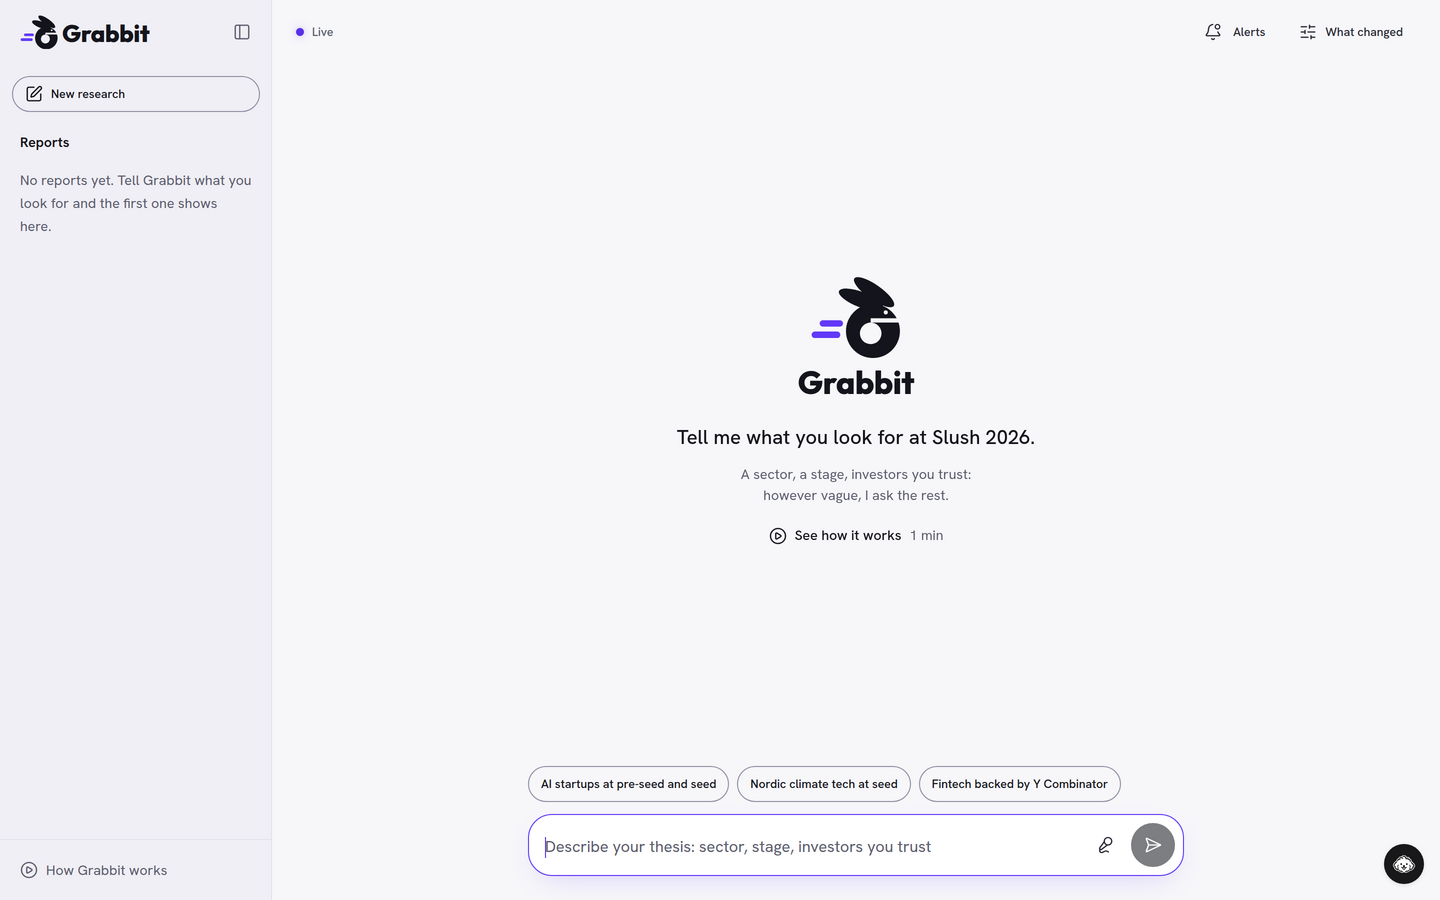 Grabbit
Live
Alerts
What changed
New research
Reports
No reports yet. Tell Grabbit what you
look for and the first one shows
here.
Grabbit
Tell me what you look for at Slush 2026.
A sector, a stage, investors you trust:
however vague, I ask the rest.
See how it works 1 min
AI startups at pre-seed and seed
Nordic climate tech at seed
Fintech backed by Y Combinator
Describe your thesis: sector, stage, investors you trust
How Grabbit works